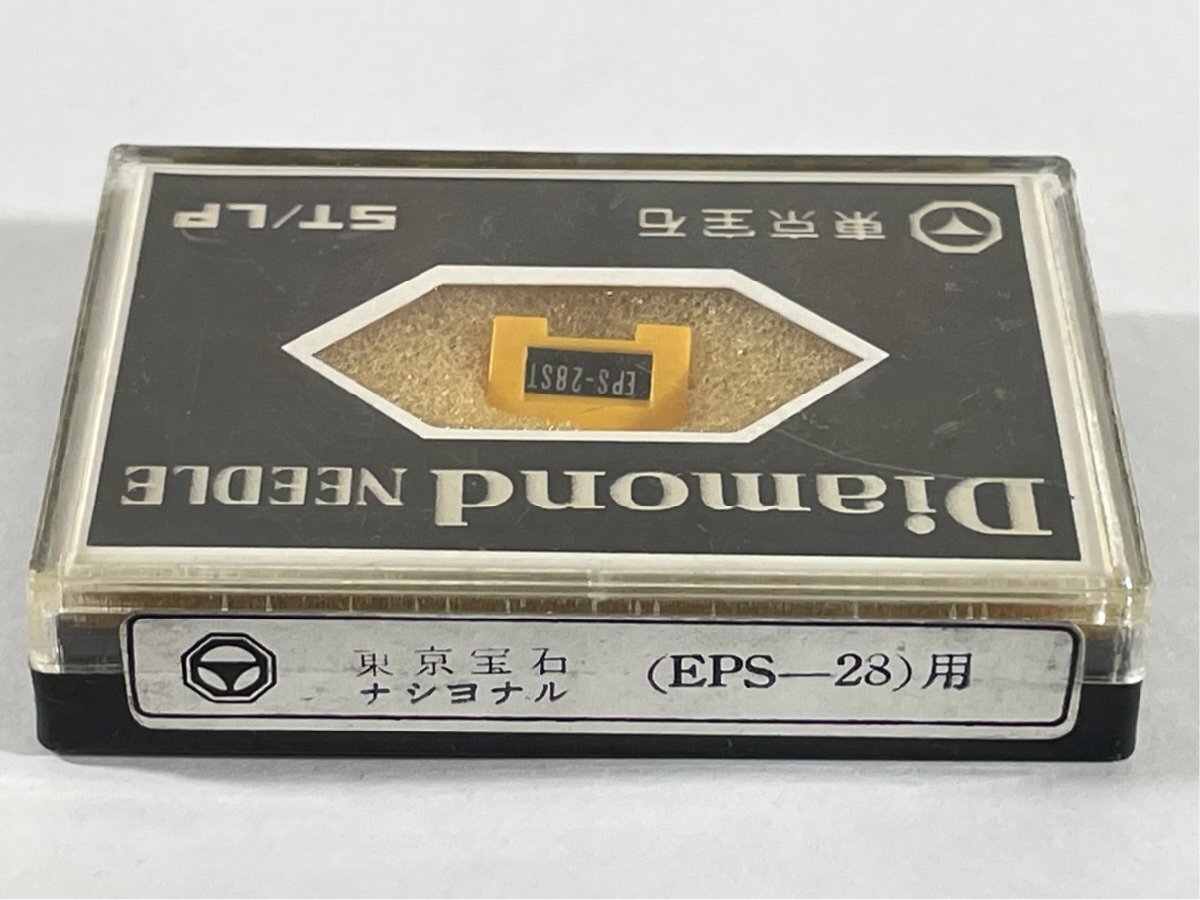 Diamond NEEDLE
EPS-28ST
東京宝石 ST/LP
東京宝石 (EPS—28)用
ナショナル